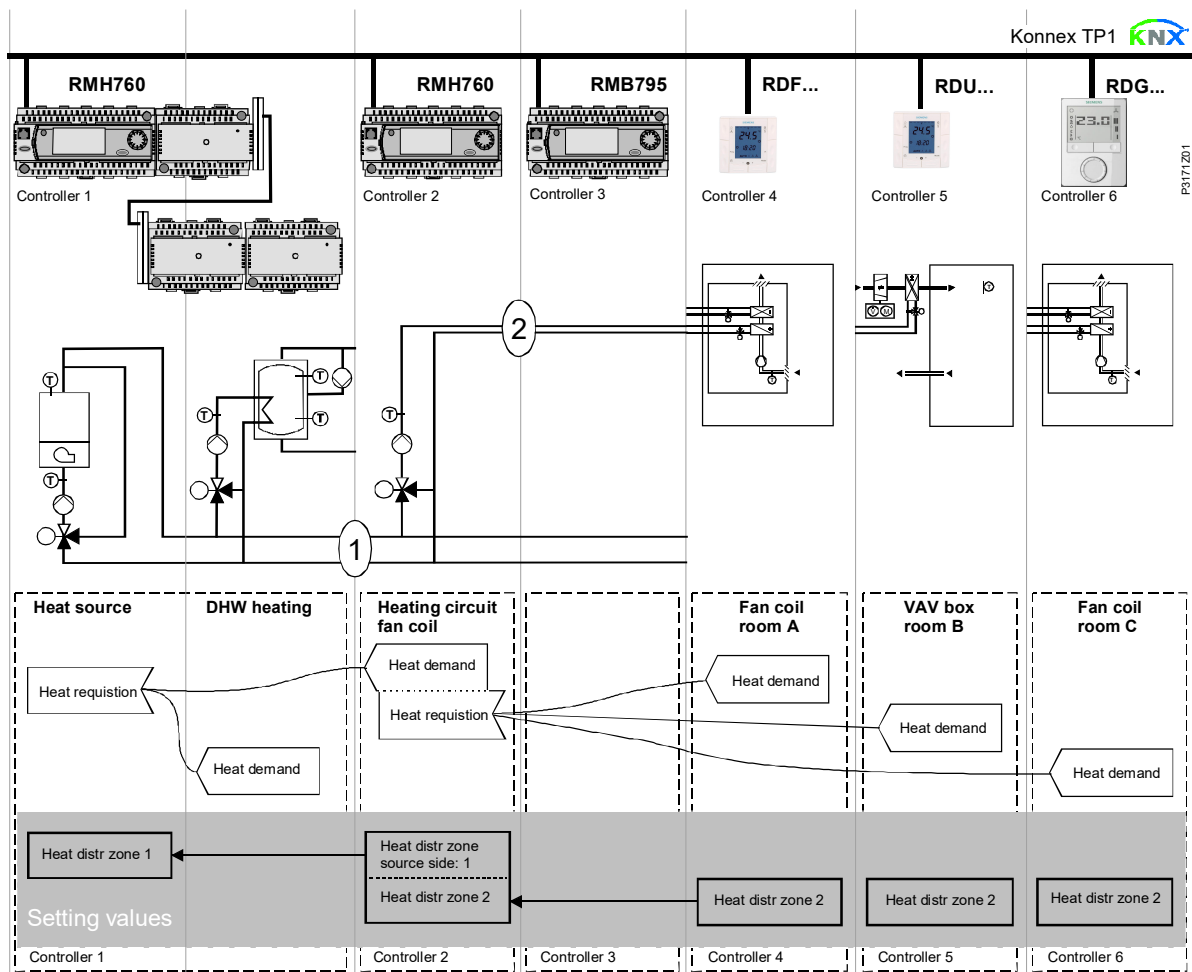 Konnex TP1 KNX
RMH760
RMH760
RMB795
RDF...
RDU...
RDG...
Controller 1
Controller 2
Controller 3
Controller 4
Controller 5
Controller 6
P3171Z01
23.0
T
T
T
T
T
T
T
T
T
T
2
1
Heat source
DHW heating
Heating circuit
fan coil
Fan coil
room A
VAV box
room B
Fan coil
room C
Heat requistion
Heat demand
Heat demand
Heat requistion
Heat demand
Heat demand
Heat demand
Heat distr zone 1
Heat distr zone
source side: 1
Heat distr zone 2
Heat distr zone 2
Heat distr zone 2
Heat distr zone 2
Setting values
Controller 1
Controller 2
Controller 3
Controller 4
Controller 5
Controller 6